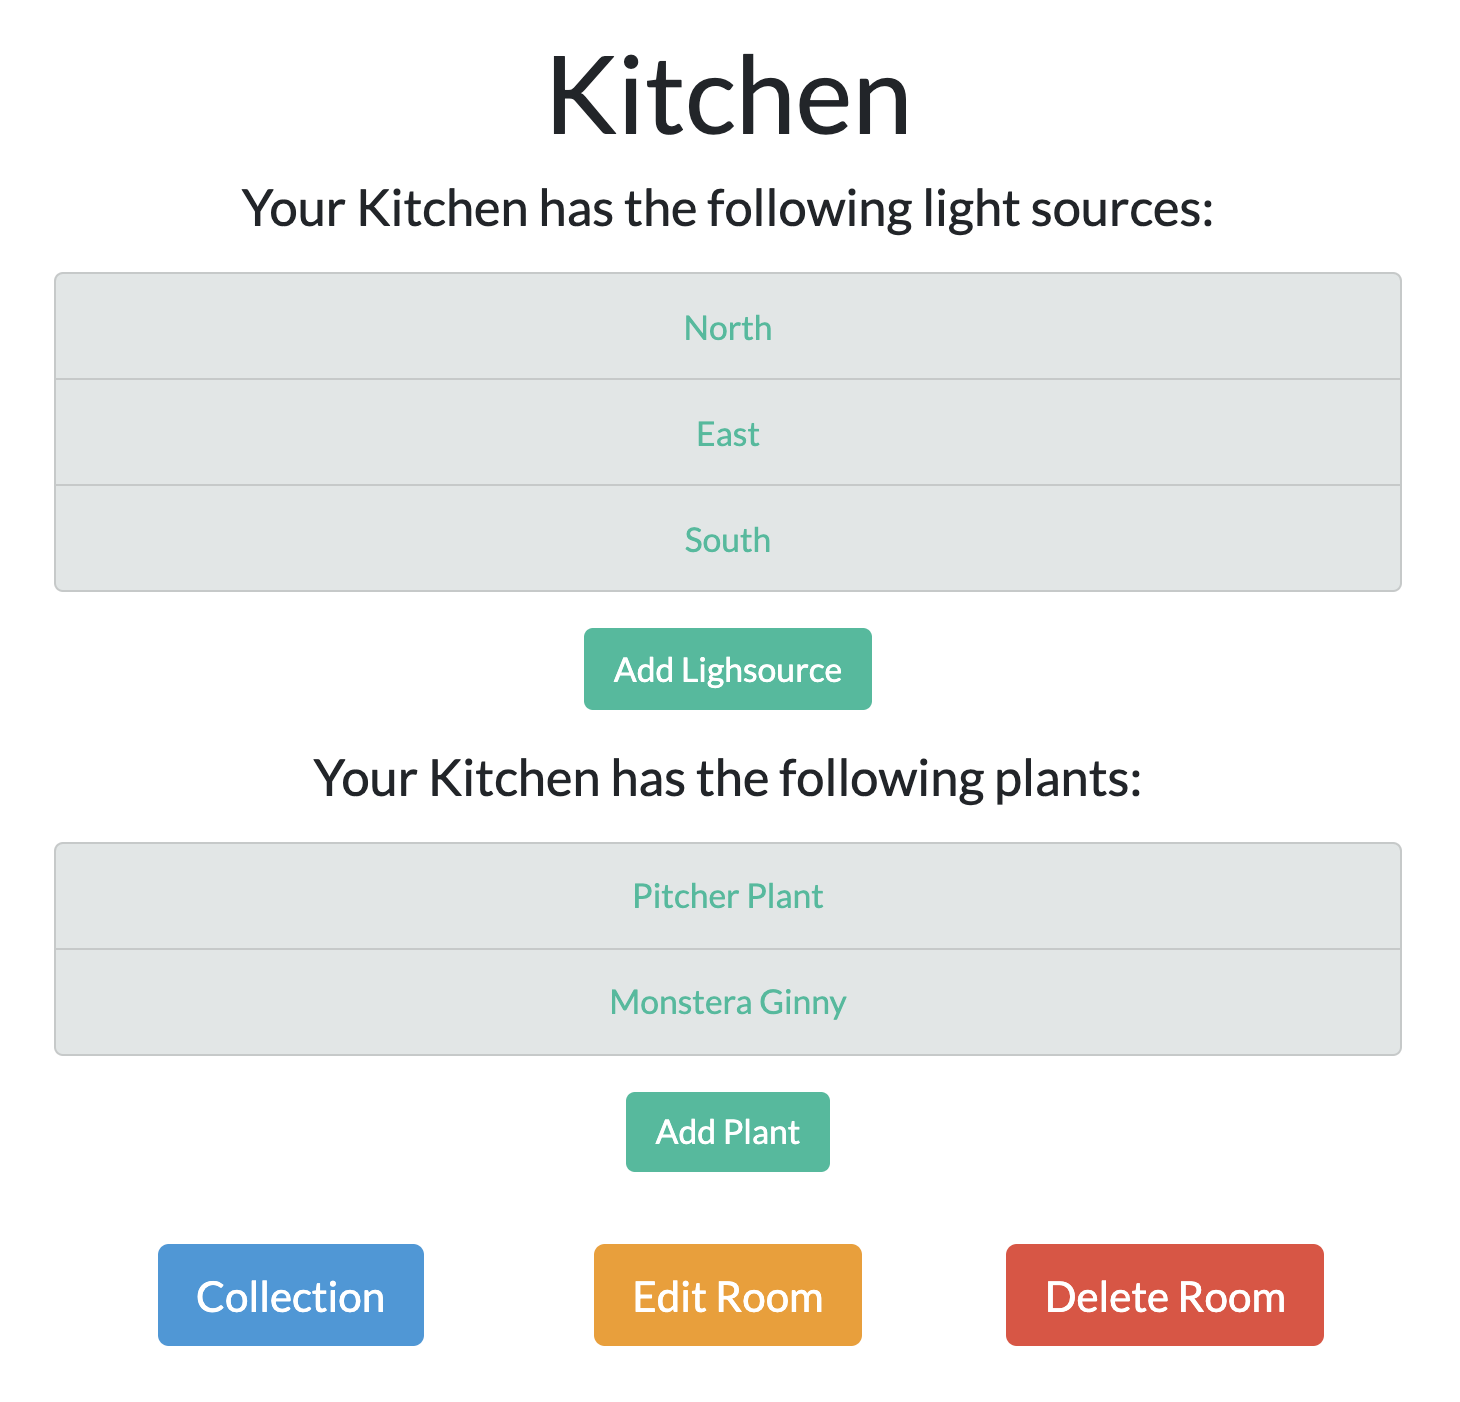 Kitchen
Your Kitchen has the following light sources:
North
East
South
Add Lighsource
Your Kitchen has the following plants:
Pitcher Plant
Monstera Ginny
Add Plant
Collection
Edit Room
Delete Room